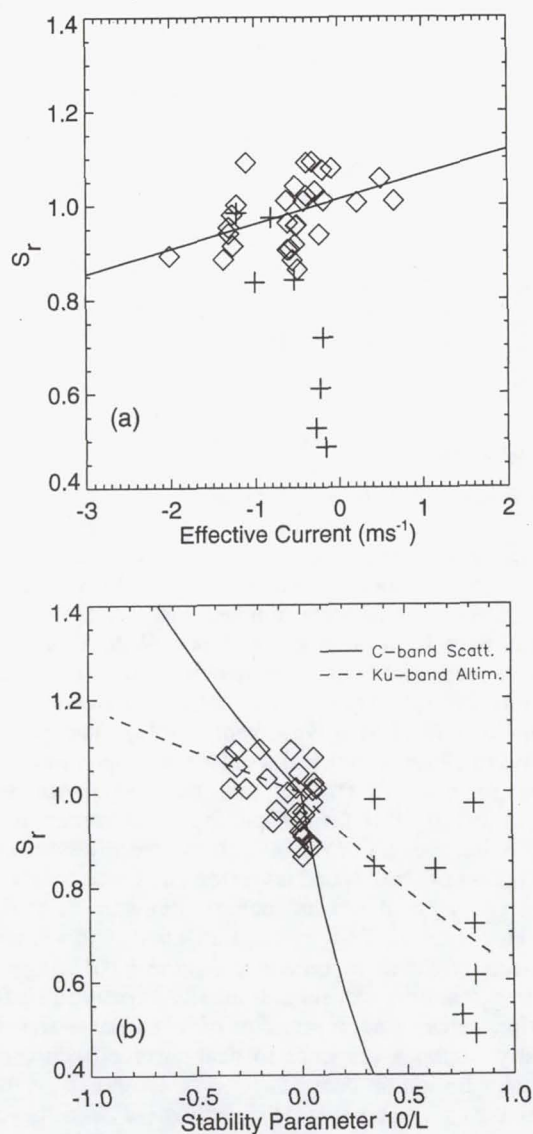 1.4
1.2
1.0
0.8
0.6
0.4
Sr
(a)
-3 -2 -1 0 1 2
Effective Current (ms⁻¹)
1.4
1.2
1.0
0.8
0.6
0.4
Sr
C-band Scatt.
Ku-band Altim.
(b)
-1.0 -0.5 0.0 0.5 1.0
Stability Parameter 10/L